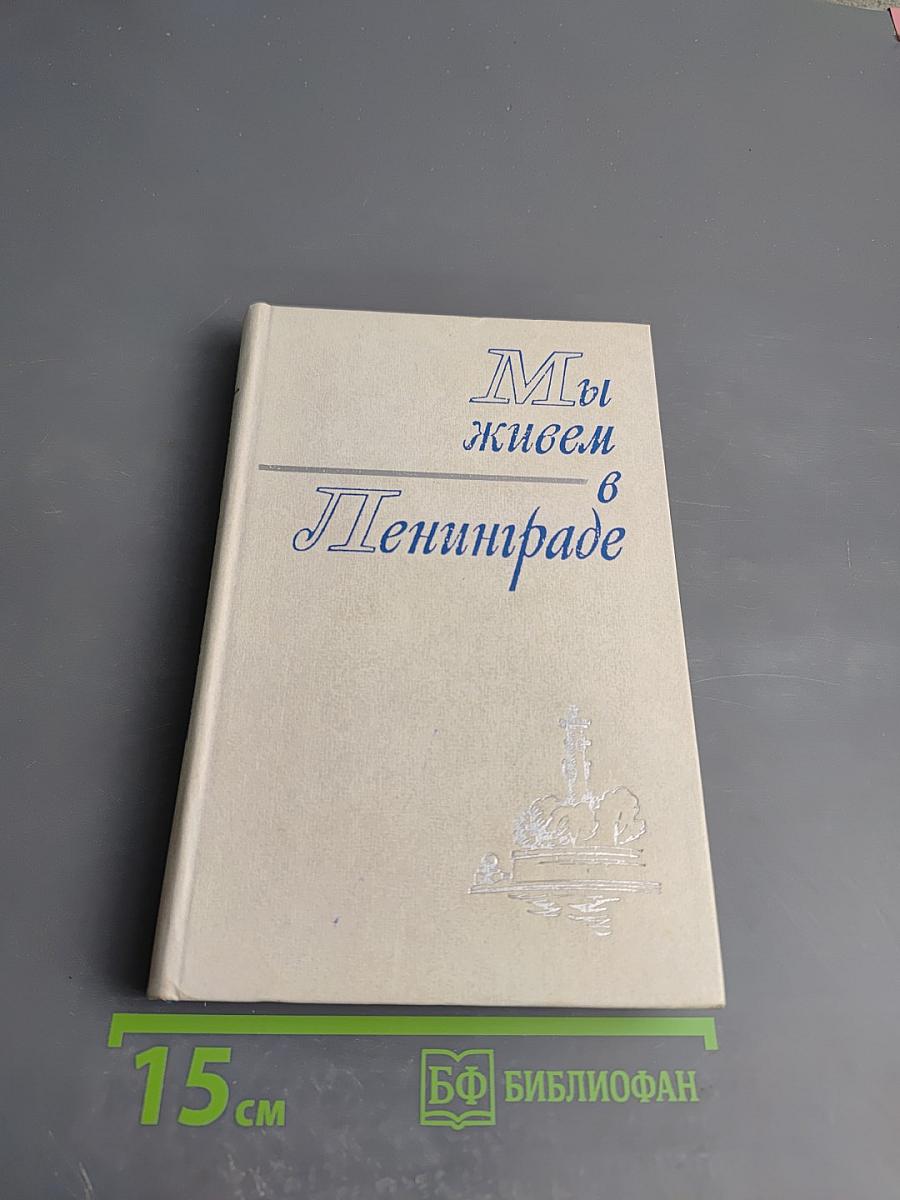 Мы
живем
в
Ленинграде
15 см
БФ БИБЛИОФАН